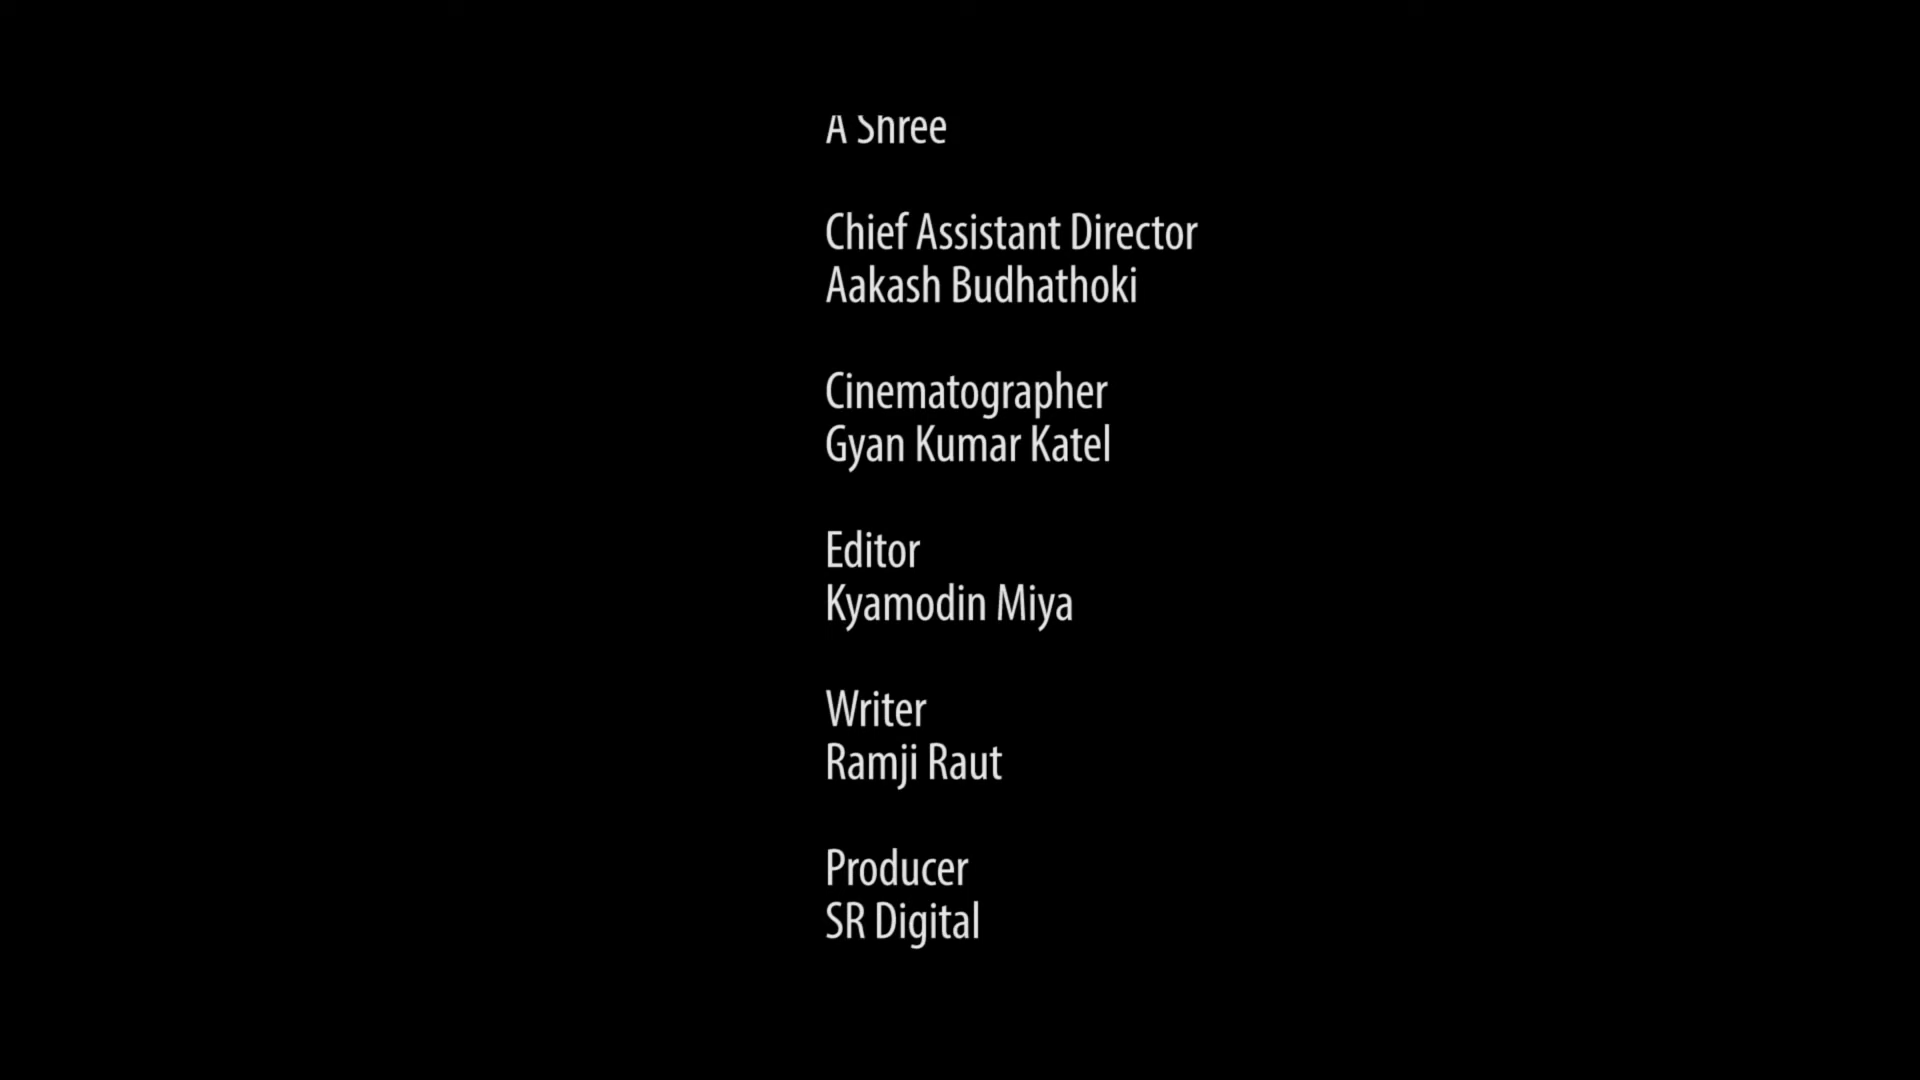 A Shree
Chief Assistant Director
Aakash Budhathoki
Cinematographer
Gyan Kumar Katel
Editor
Kyamodin Miya
Writer
Ramji Raut
Producer
SR Digital